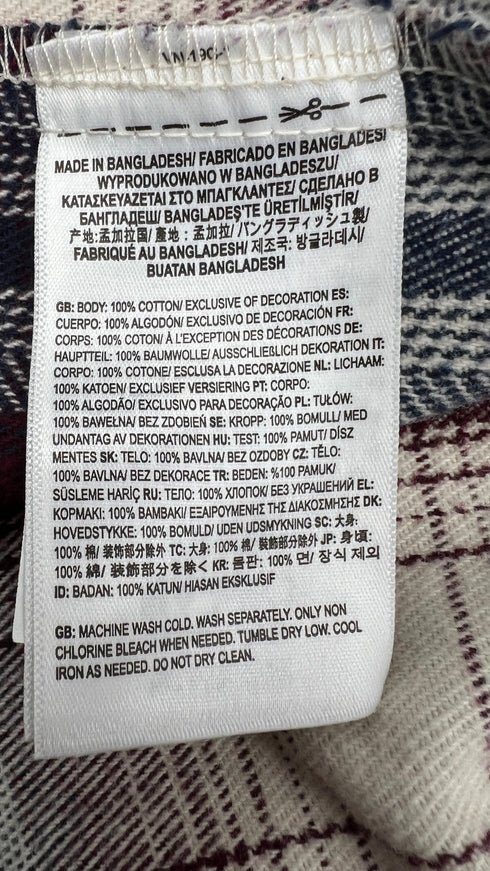 MADE IN BANGLADESH/ FABRICADO EN BANGLADESH
WYPRODUKOWANO W BANGLADESZU/
ΚΑΤΑΣΚΕΥΑΖΕΤΑΙ ΣΤΟ ΜΠΑΓΚΛΑΝΤΕΣ/ СДЕЛАНО В
БАНГЛАДЕШ/ BANGLADEŞ'TE ÜRETİLMİŞTİR/
产地:孟加拉国/ 產地：孟加拉/ バングラディッシュ製/
FABRIQUÉ AU BANGLADESH/ 제조국: 방글라데시/
BUATAN BANGLADESH
GB: BODY: 100% COTTON/ EXCLUSIVE OF DECORATION ES:
CUERPO: 100% ALGODÓN/ EXCLUSIVO DE DECORACIÓN FR:
CORPS: 100% COTON/ À L'EXCEPTION DES DÉCORATIONS DE:
HAUPTTEIL: 100% BAUMWOLLE/ AUSSCHLIEßLICH DEKORATION IT:
CORPO: 100% COTONE/ ESCLUSA LA DECORAZIONE NL: LICHAAM:
100% KATOEN/ EXCLUSIEF VERSIERING PT: CORPO:
100% ALGODÃO/ EXCLUSIVO PARA DECORAÇÃO PL: TUŁÓW:
100% BAWEŁNA/ BEZ ZDOBIEŃ SE: KROPP: 100% BOMULL/ MED
UNDANTAG AV DEKORATIONEN HU: TEST: 100% PAMUT/ DÍSZ
MENTES SK: TELO: 100% BAVLNA/ BEZ OZDOBY CZ: TĚLO:
100% BAVLNA/ BEZ DEKORACE TR: BEDEN: %100 PAMUK/
SÜSLEME HARİÇ RU: ТЕЛО: 100% ХЛОПОК/ БЕЗ УКРАШЕНИЙ EL:
ΚΟΡΜΑΚΙ: 100% ΒΑΜΒΑΚΙ/ ΕΞΑΙΡΟΥΜΕΝΗΣ ΤΗΣ ΔΙΑΚΟΣΜΗΣΗΣ DK:
HOVEDSTYKKE: 100% BOMULD/ UDEN UDSMYKNING SC: 大身:
100% 棉/ 装饰部分除外 TC: 大身: 100% 棉/ 裝飾部分除外 JP: 身頃:
100% 綿/ 装飾部分を除く KR: 몸판: 100% 면/ 장식 제외
ID: BADAN: 100% KATUN/ HIASAN EKSKLUSIF
GB: MACHINE WASH COLD. WASH SEPARATELY. ONLY NON
CHLORINE BLEACH WHEN NEEDED. TUMBLE DRY LOW. COOL
IRON AS NEEDED. DO NOT DRY CLEAN.